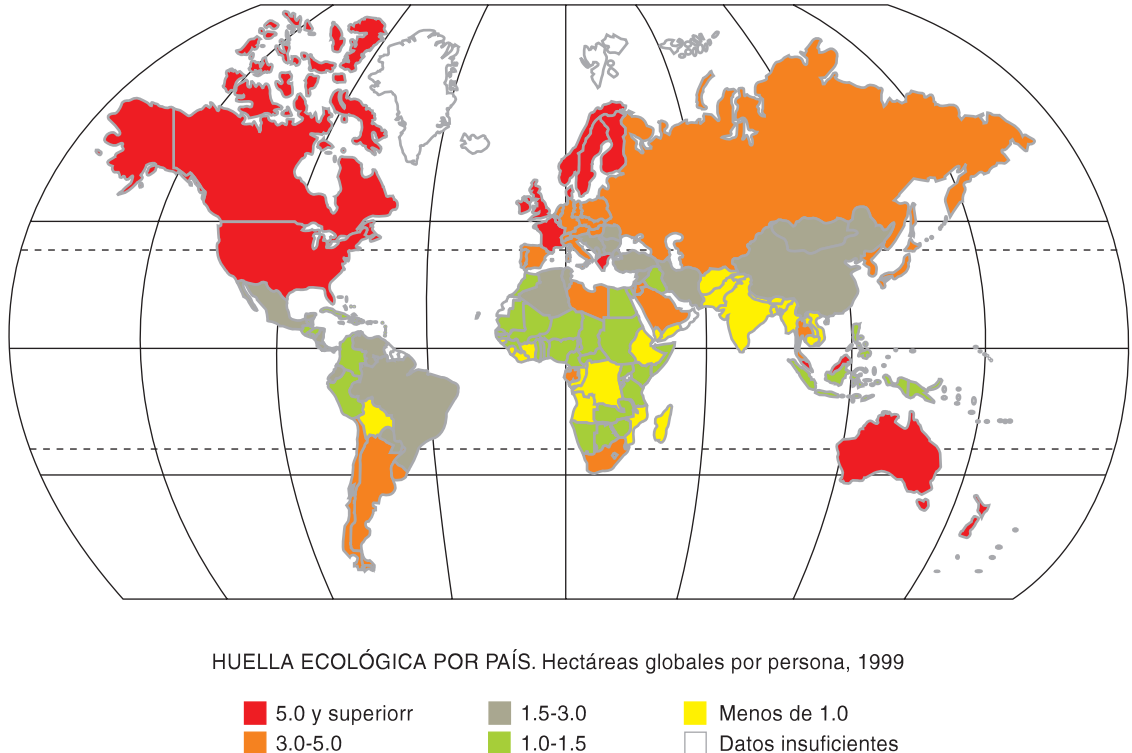 HUELLA ECOLÓGICA POR PAÍS. Hectáreas globales por persona, 1999
5.0 y superiorr
1.5-3.0
Menos de 1.0
3.0-5.0
1.0-1.5
Datos insuficientes